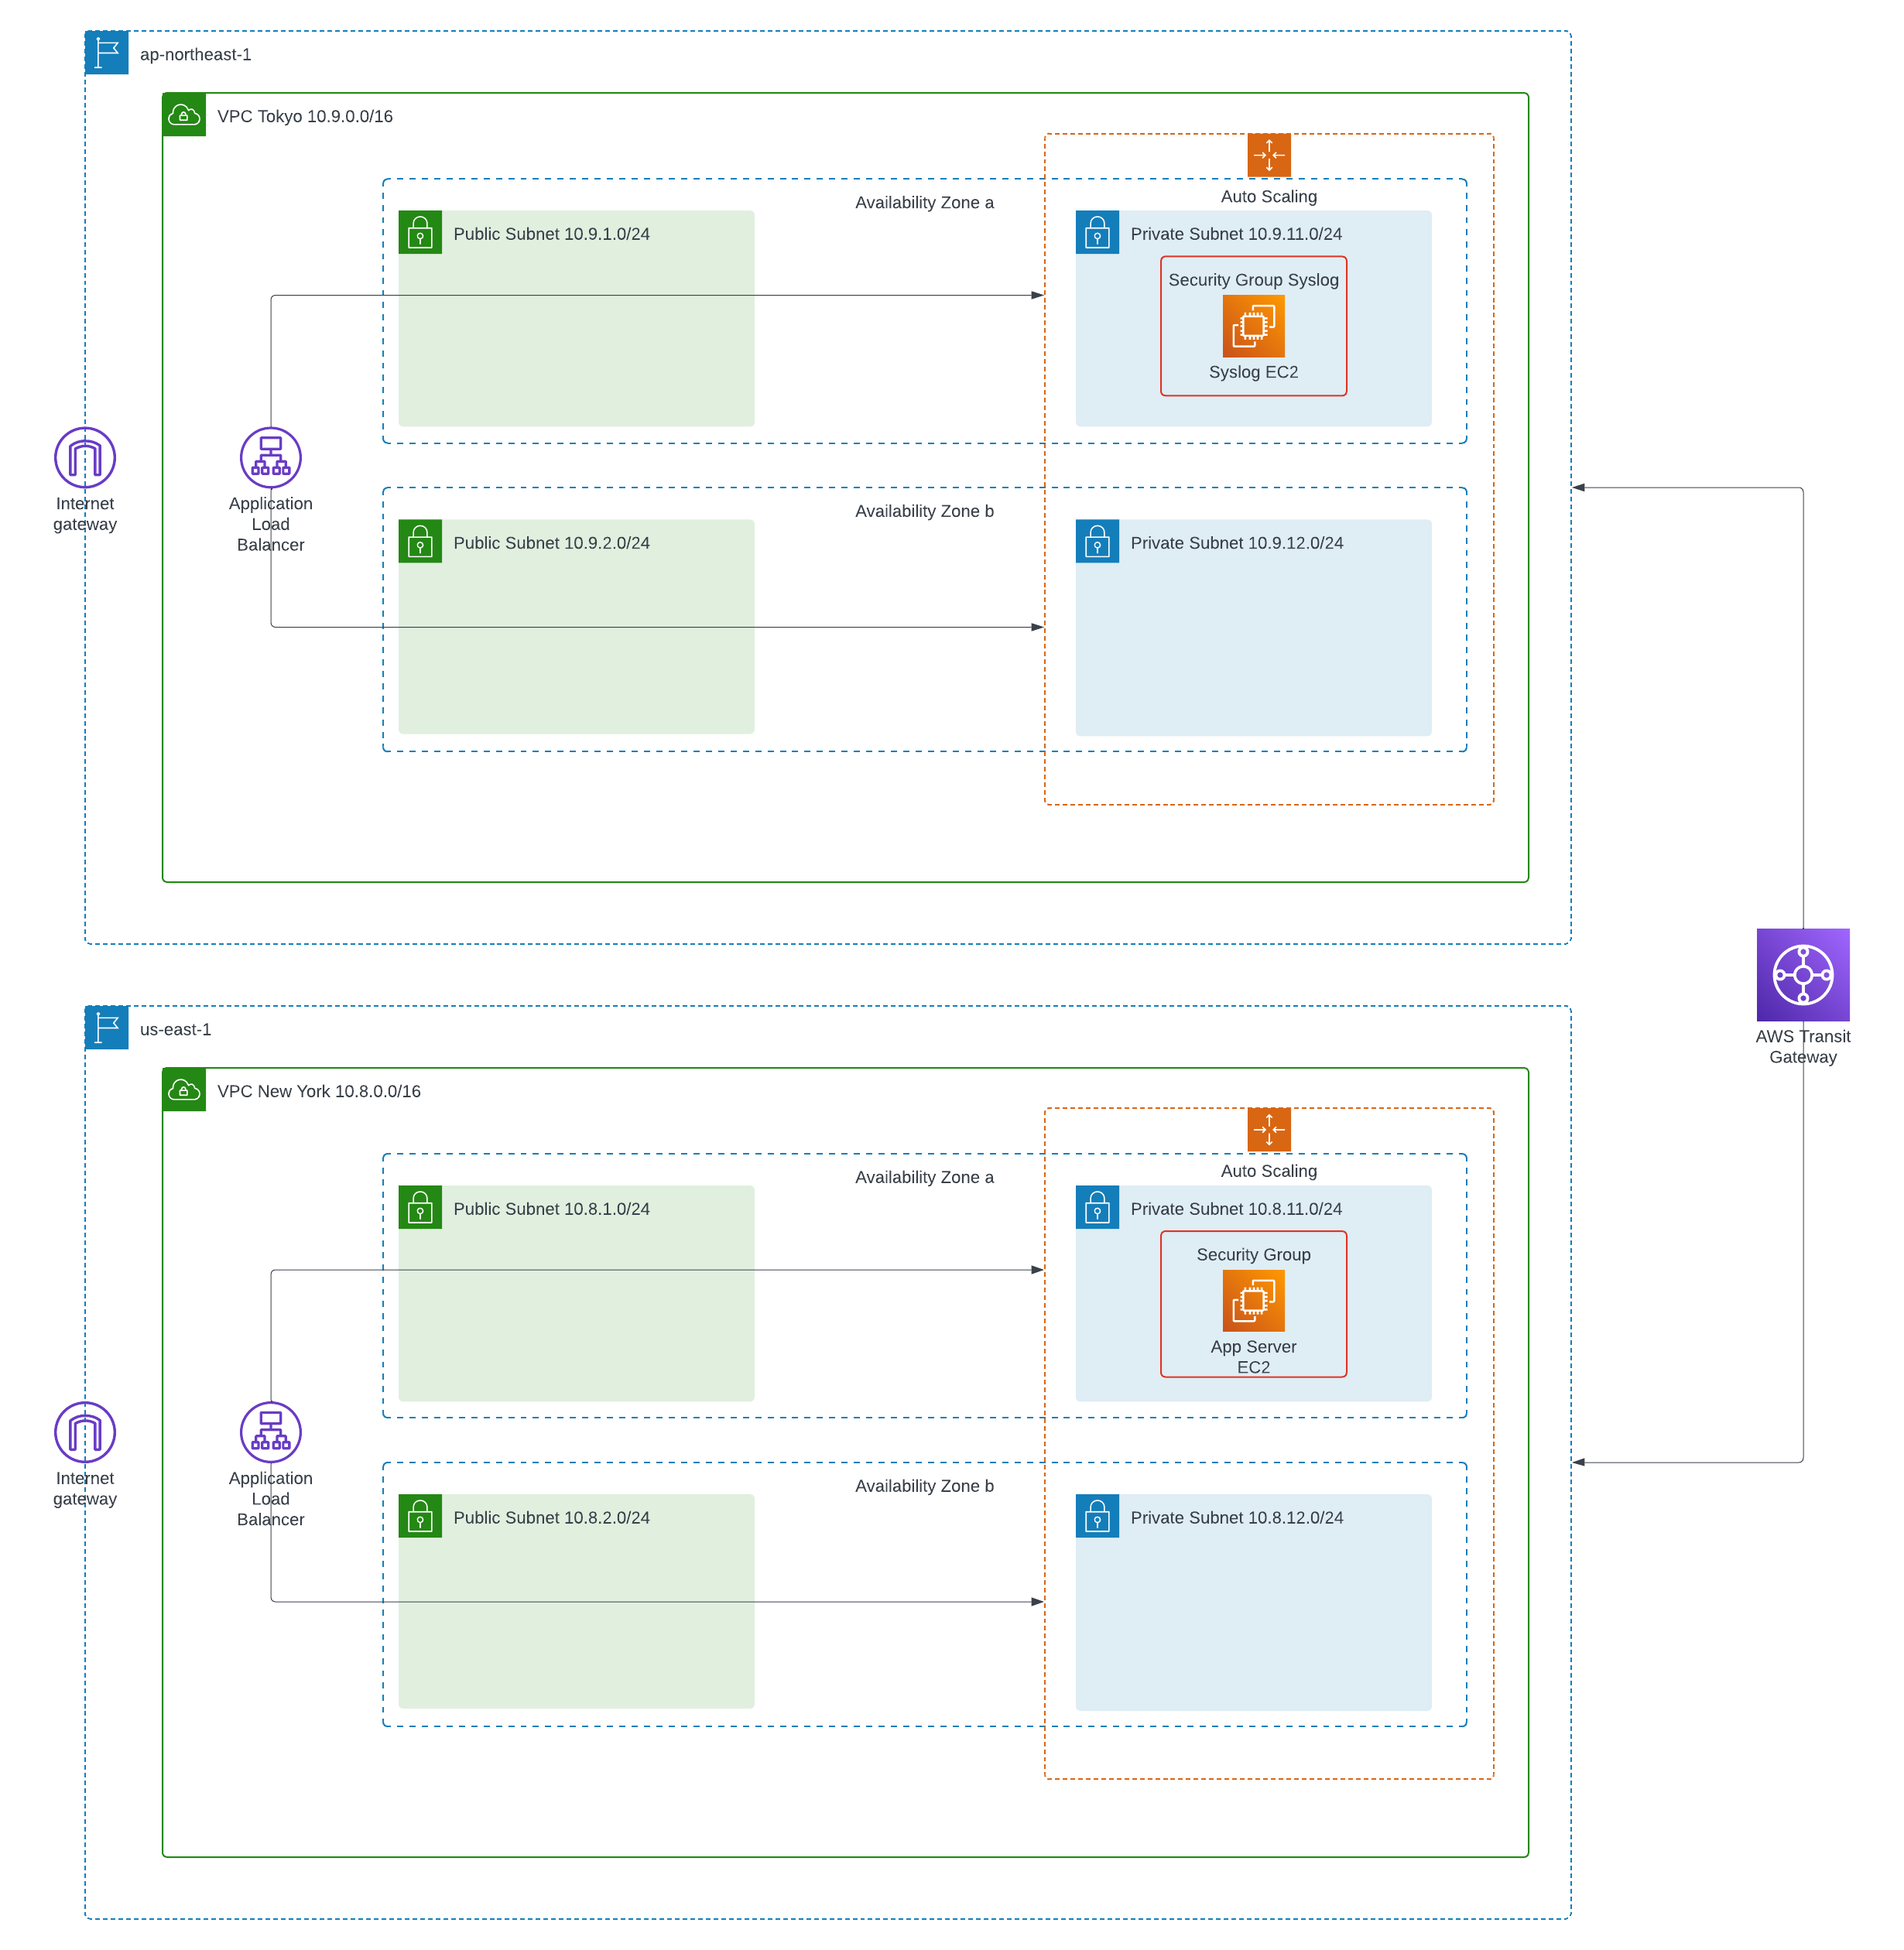 ap-northeast-1
VPC Tokyo 10.9.0.0/16
Auto Scaling
Availability Zone a
Public Subnet 10.9.1.0/24
Private Subnet 10.9.11.0/24
Security Group Syslog
Syslog EC2
Internet
gateway
Application
Load
Balancer
Availability Zone b
Public Subnet 10.9.2.0/24
Private Subnet 10.9.12.0/24
AWS Transit
Gateway
us-east-1
VPC New York 10.8.0.0/16
Auto Scaling
Availability Zone a
Public Subnet 10.8.1.0/24
Private Subnet 10.8.11.0/24
Security Group
App Server
EC2
Internet
gateway
Application
Load
Balancer
Availability Zone b
Public Subnet 10.8.2.0/24
Private Subnet 10.8.12.0/24